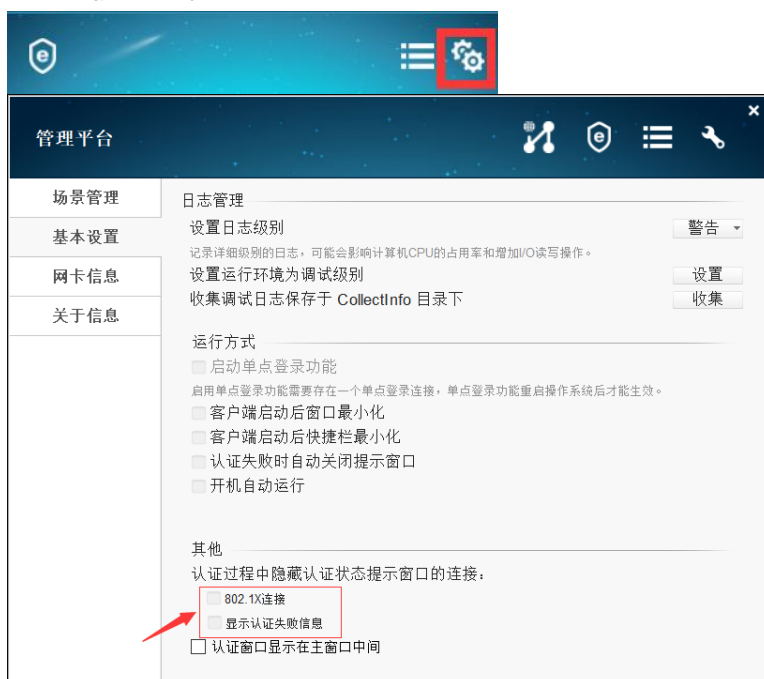 管理平台
场景管理
基本设置
网卡信息
关于信息
日志管理
设置日志级别
警告
记录详细级别的日志，可能会影响计算机CPU的占用率和增加I/O读写操作。
设置运行环境为调试级别
设置
收集调试日志保存于 CollectInfo 目录下
收集
运行方式
启动单点登录功能
启用单点登录功能需要存在一个单点登录连接，单点登录功能重启操作系统后才能生效。
客户端启动后窗口最小化
客户端启动后快捷栏最小化
认证失败时自动关闭提示窗口
开机自动运行
其他
认证过程中隐藏认证状态提示窗口的连接：
802.1X连接
显示认证失败信息
认证窗口显示在主窗口中间